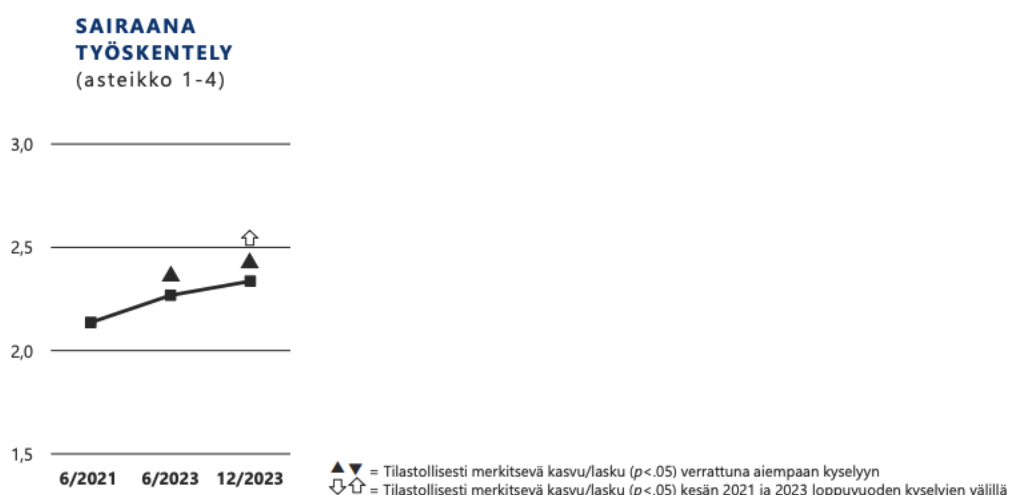 SAIRAANA
TYÖSKENTELY
(asteikko 1-4)
3,0
2,5
2,0
1,5
6/2021 6/2023 12/2023
▲▼ = Tilastollisesti merkitsevä kasvu/lasku (p<.05) verrattuna aiempaan kyselyyn
⇩⇧ = Tilastollisesti merkitsevä kasvu/lasku (p<.05) kesän 2021 ja 2023 loppuvuoden kyselyien välillä